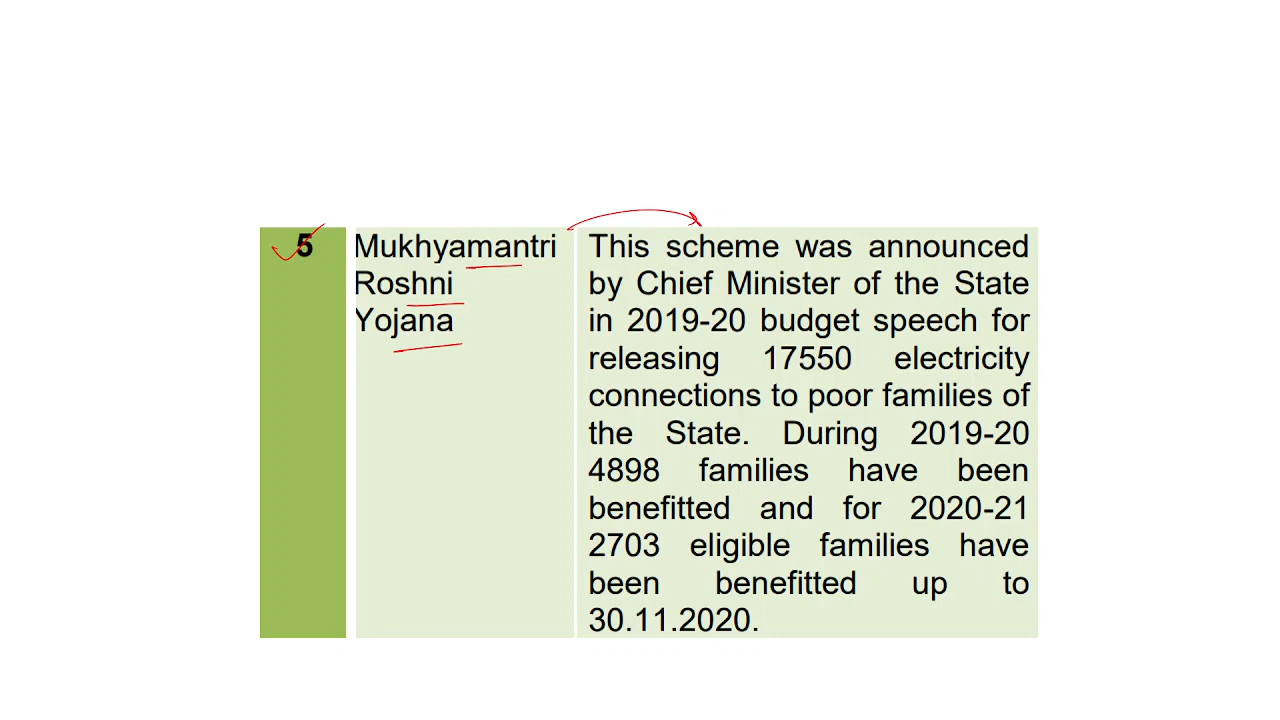 5
Mukhyamantri
Roshni
Yojana
This scheme was announced
by Chief Minister of the State
in 2019-20 budget speech for
releasing 17550 electricity
connections to poor families of
the State. During 2019-20
4898 families have been
benefitted and for 2020-21
2703 eligible families have
been benefitted up to
30.11.2020.